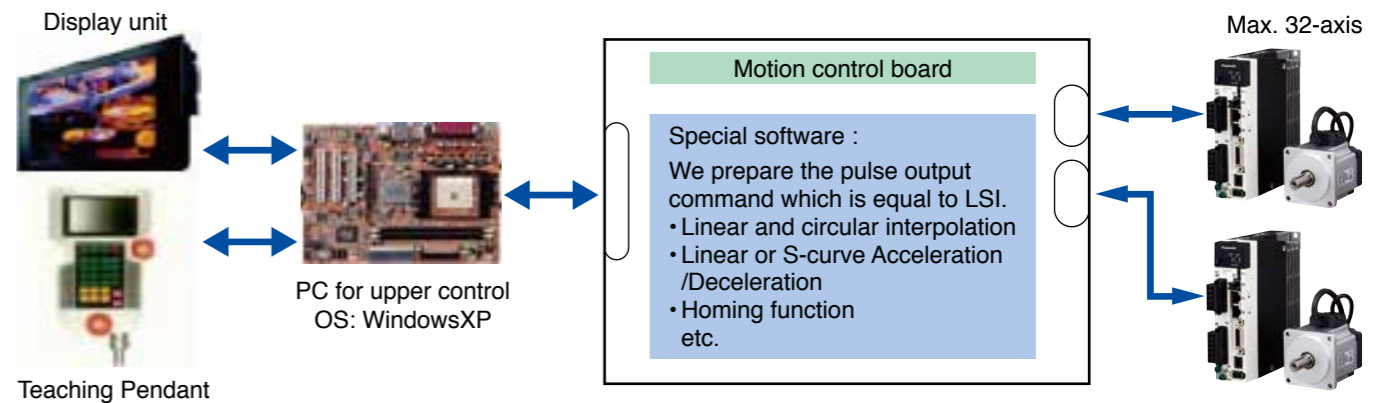 Display unit
Teaching Pendant
PC for upper control
OS: WindowsXP
Motion control board
Special software :
We prepare the pulse output
command which is equal to LSI.
・Linear and circular interpolation
・Linear or S-curve Acceleration
/Deceleration
・Homing function
etc.
Max. 32-axis